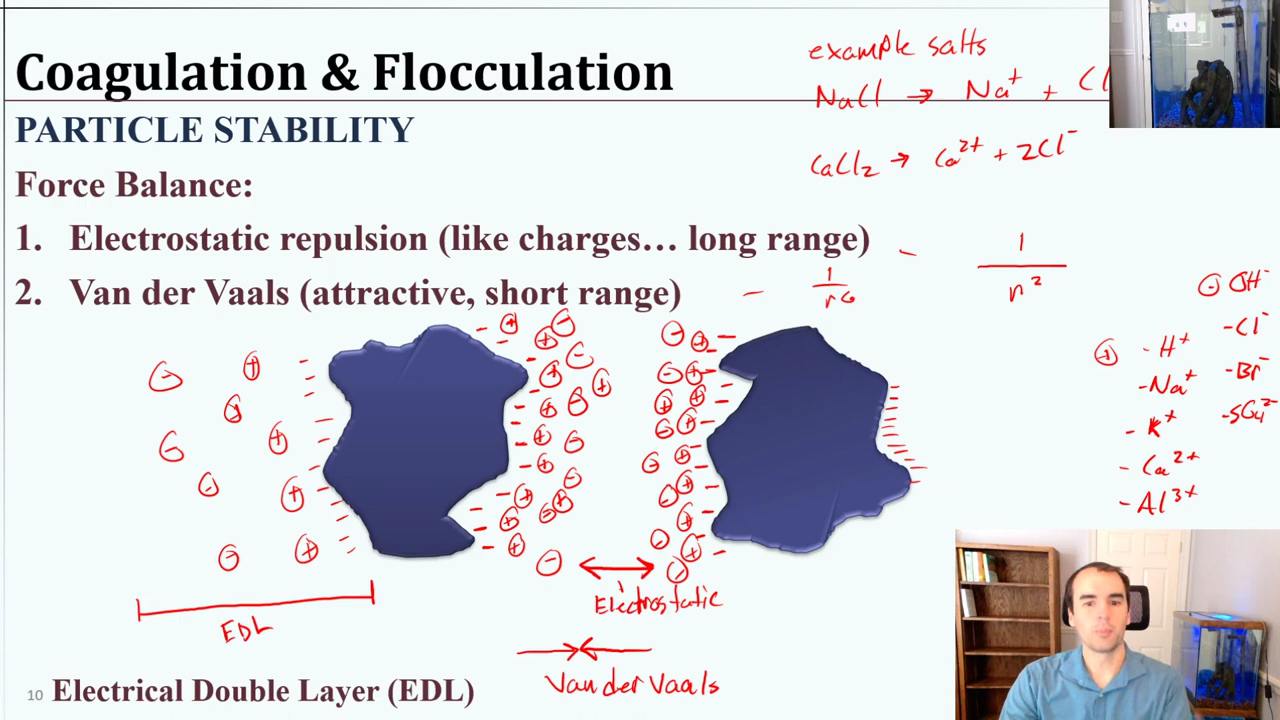 Coagulation & Flocculation
example salts
NaCl → Na⁺ + Cl
PARTICLE STABILITY
CaCl₂ → Ca²⁺ + 2Cl⁻
Force Balance:
1. Electrostatic repulsion (like charges… long range) - 1/r²
2. Van der Vaals (attractive, short range) - 1/r6
⊖ OH⁻
-Cl⁻
-Br⁻
-SO₄²⁻
⊕ - H⁺
-Na⁺
- K⁺
- Ca²⁺
- Al³⁺
EDL
Electrostatic
Van der Vaals
10 Electrical Double Layer (EDL)